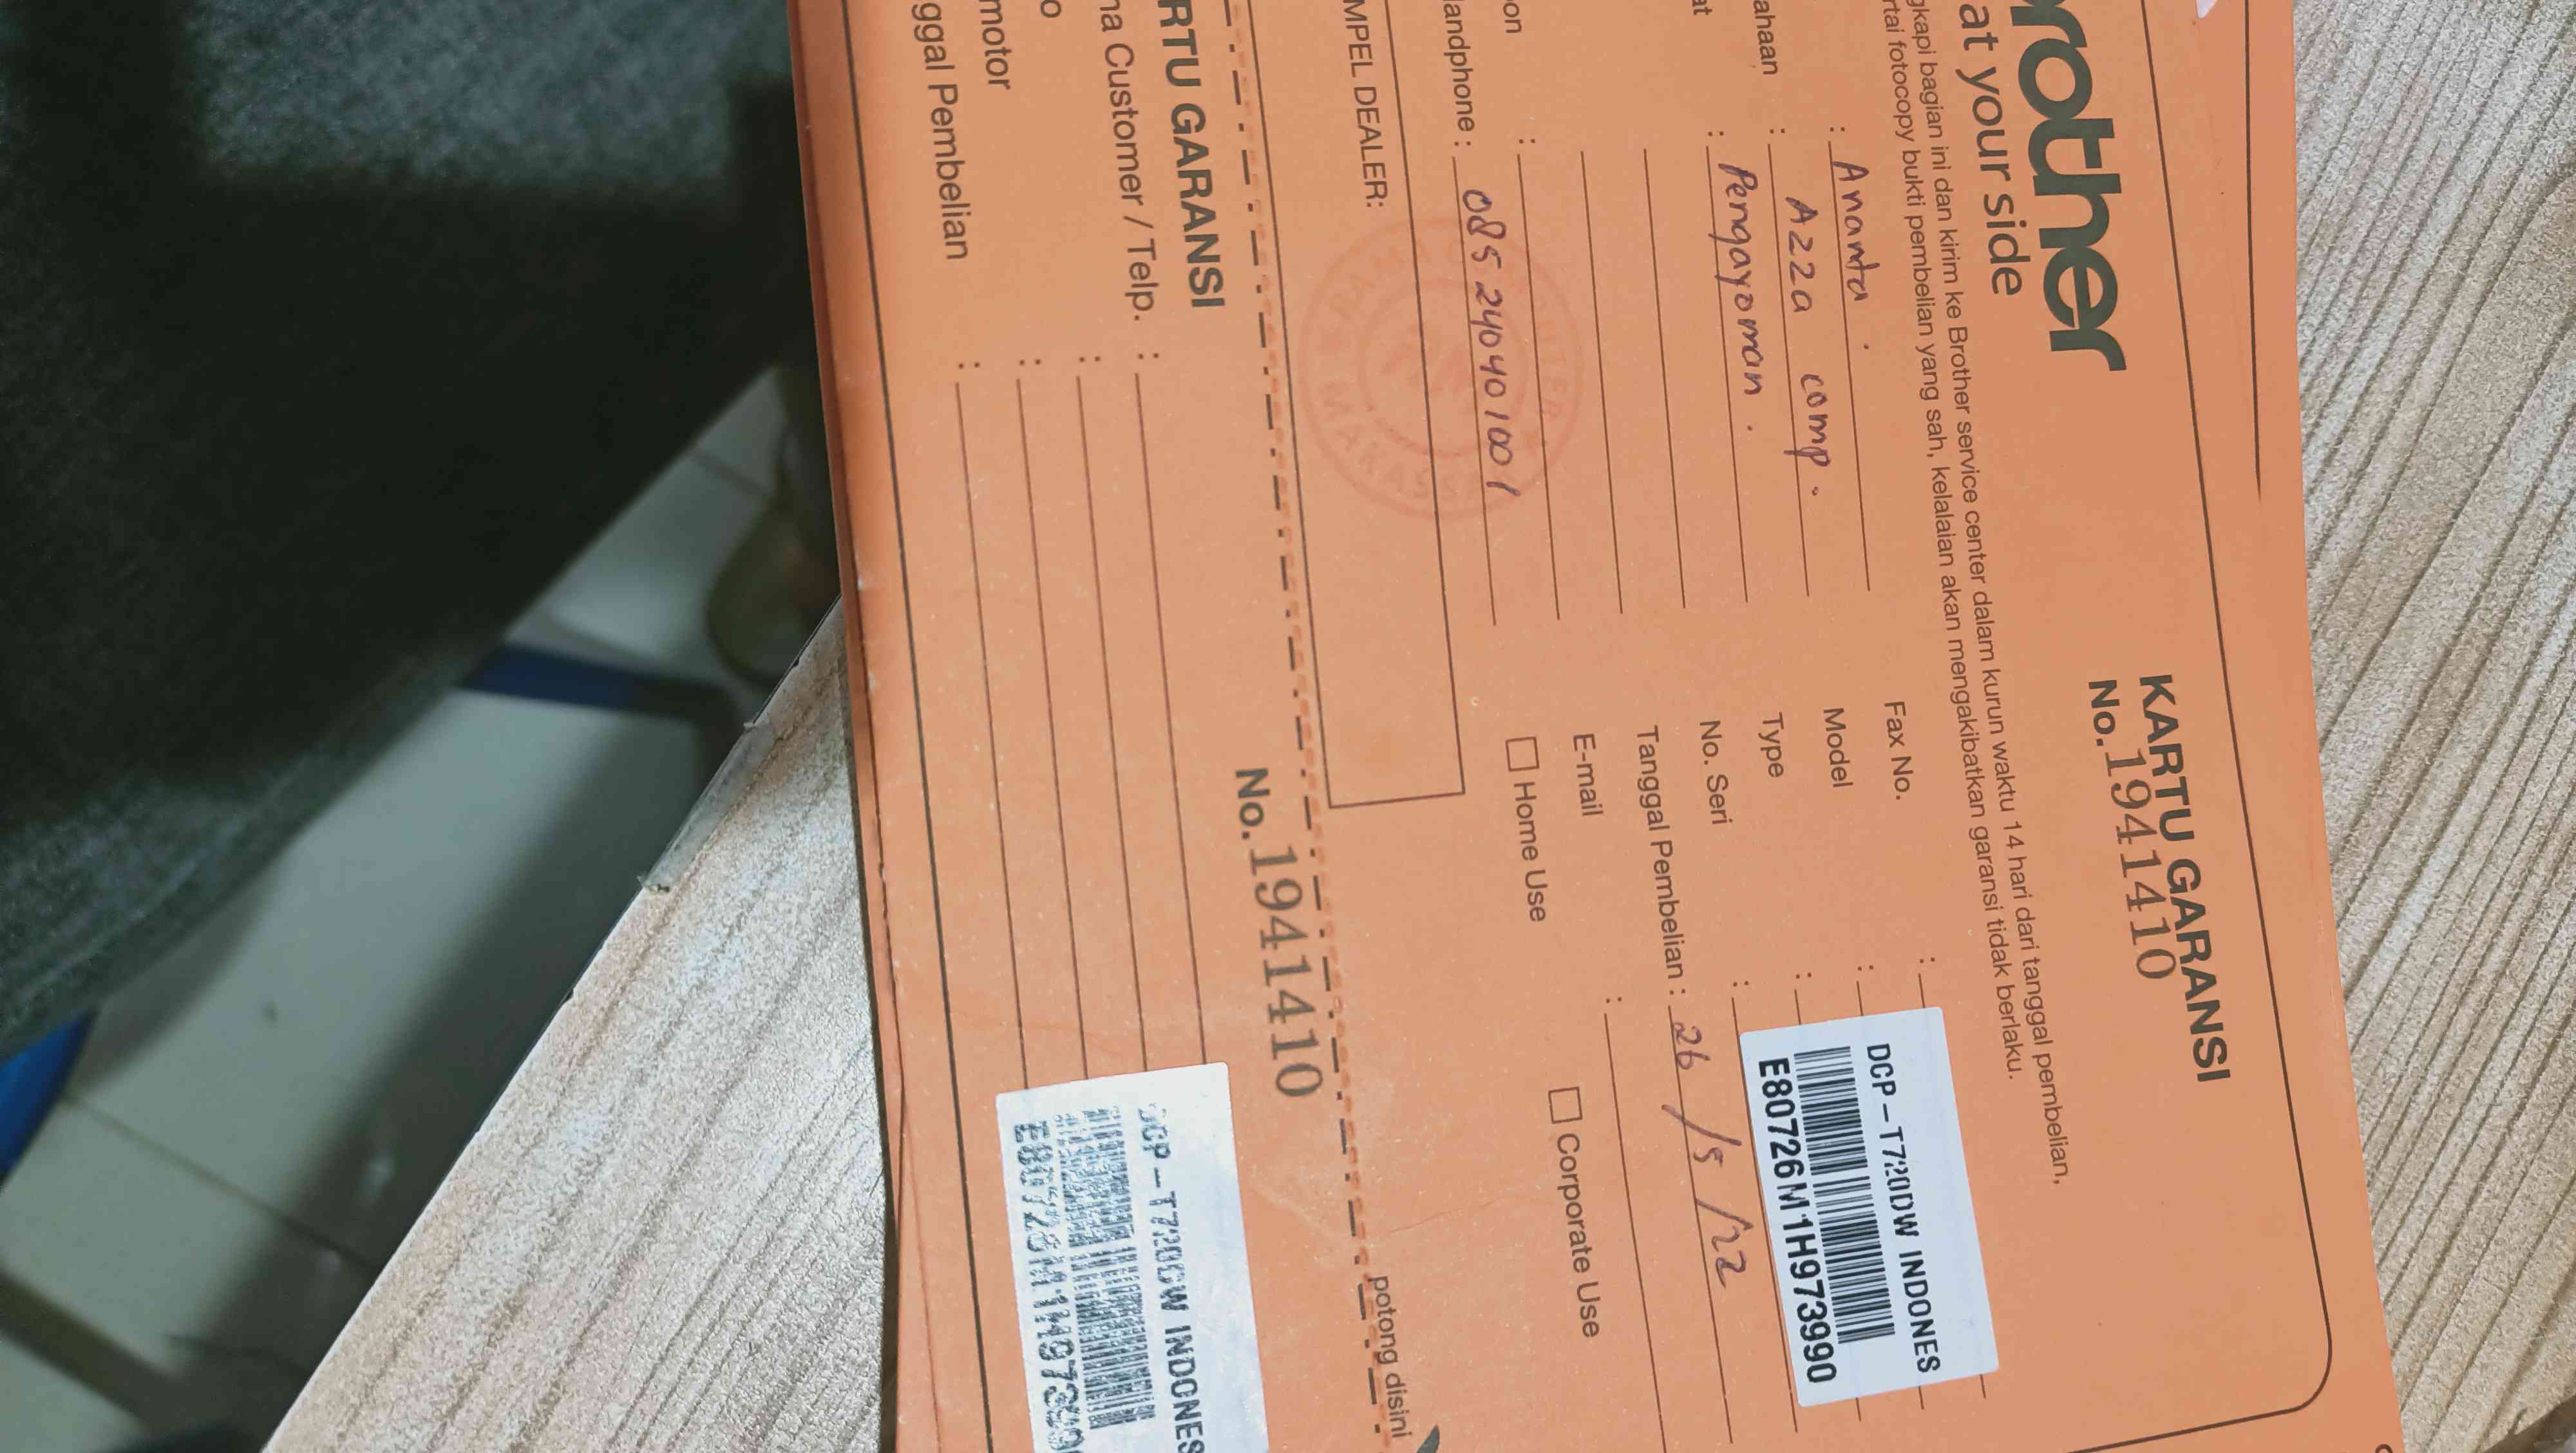 brother
at your side
KARTU GARANSI
No. 1941410
gkapi bagian ini dan kirim ke Brother service center dalam kurun waktu 14 hari dari tanggal pembelian,
rtai fotocopy bukti pembelian yang sah, kelalaian akan mengakibatkan garansi tidak berlaku.
: Ananta.
ahaan : Azza comp.
at : Pengayoman.
on :
andphone : 085240401001
Fax No. :
Model :
Type :
No. Seri :
DCP-T720DW INDONES
E80726M1H973990
Tanggal Pembelian : 26/5/22
E-mail :
Home Use
Corporate Use
MPEL DEALER:
MAKASS
potong disini
RTU GARANSI
No. 1941410
na Customer / Telp. :
o :
motor :
ggal Pembelian :
DCP-T720DW INDONES
E80726M1H97399